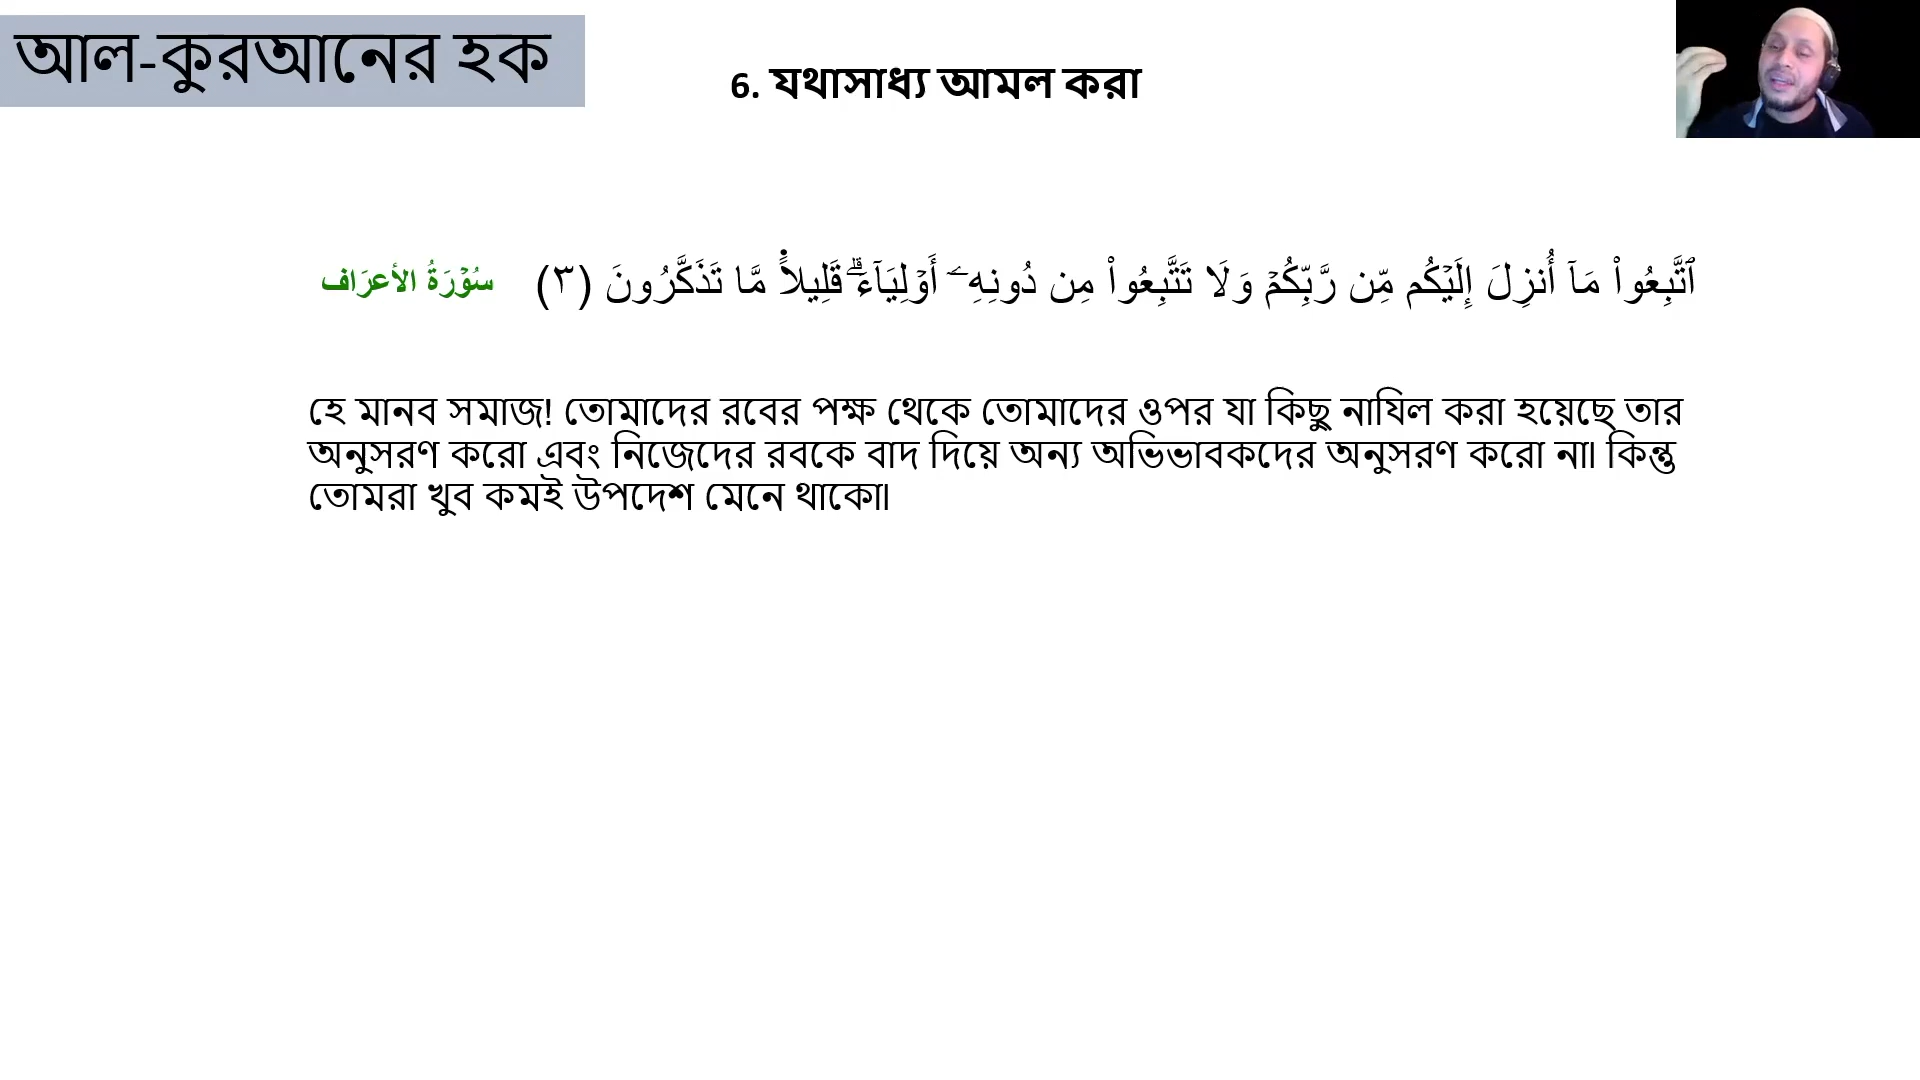 আল-কুরআনের হক
6. যথাসাধ্য আমল করা
ٱتَّبِعُواْ مَآ أُنزِلَ إِلَيۡكُم مِّن رَّبِّكُمۡ وَلَا تَتَّبِعُواْ مِن دُونِهِۦۤ أَوۡلِيَآءَۗ قَلِيلاً۬ مَّا تَذَكَّرُونَ (٣) سُوۡرَةُ الأعرَاف
হে মানব সমাজ! তোমাদের রবের পক্ষ থেকে তোমাদের ওপর যা কিছু নাযিল করা হয়েছে তার
অনুসরণ করো এবং নিজেদের রবকে বাদ দিয়ে অন্য অভিভাবকদের অনুসরণ করো না৷ কিন্তু
তোমরা খুব কমই উপদেশ মেনে থাকো৷